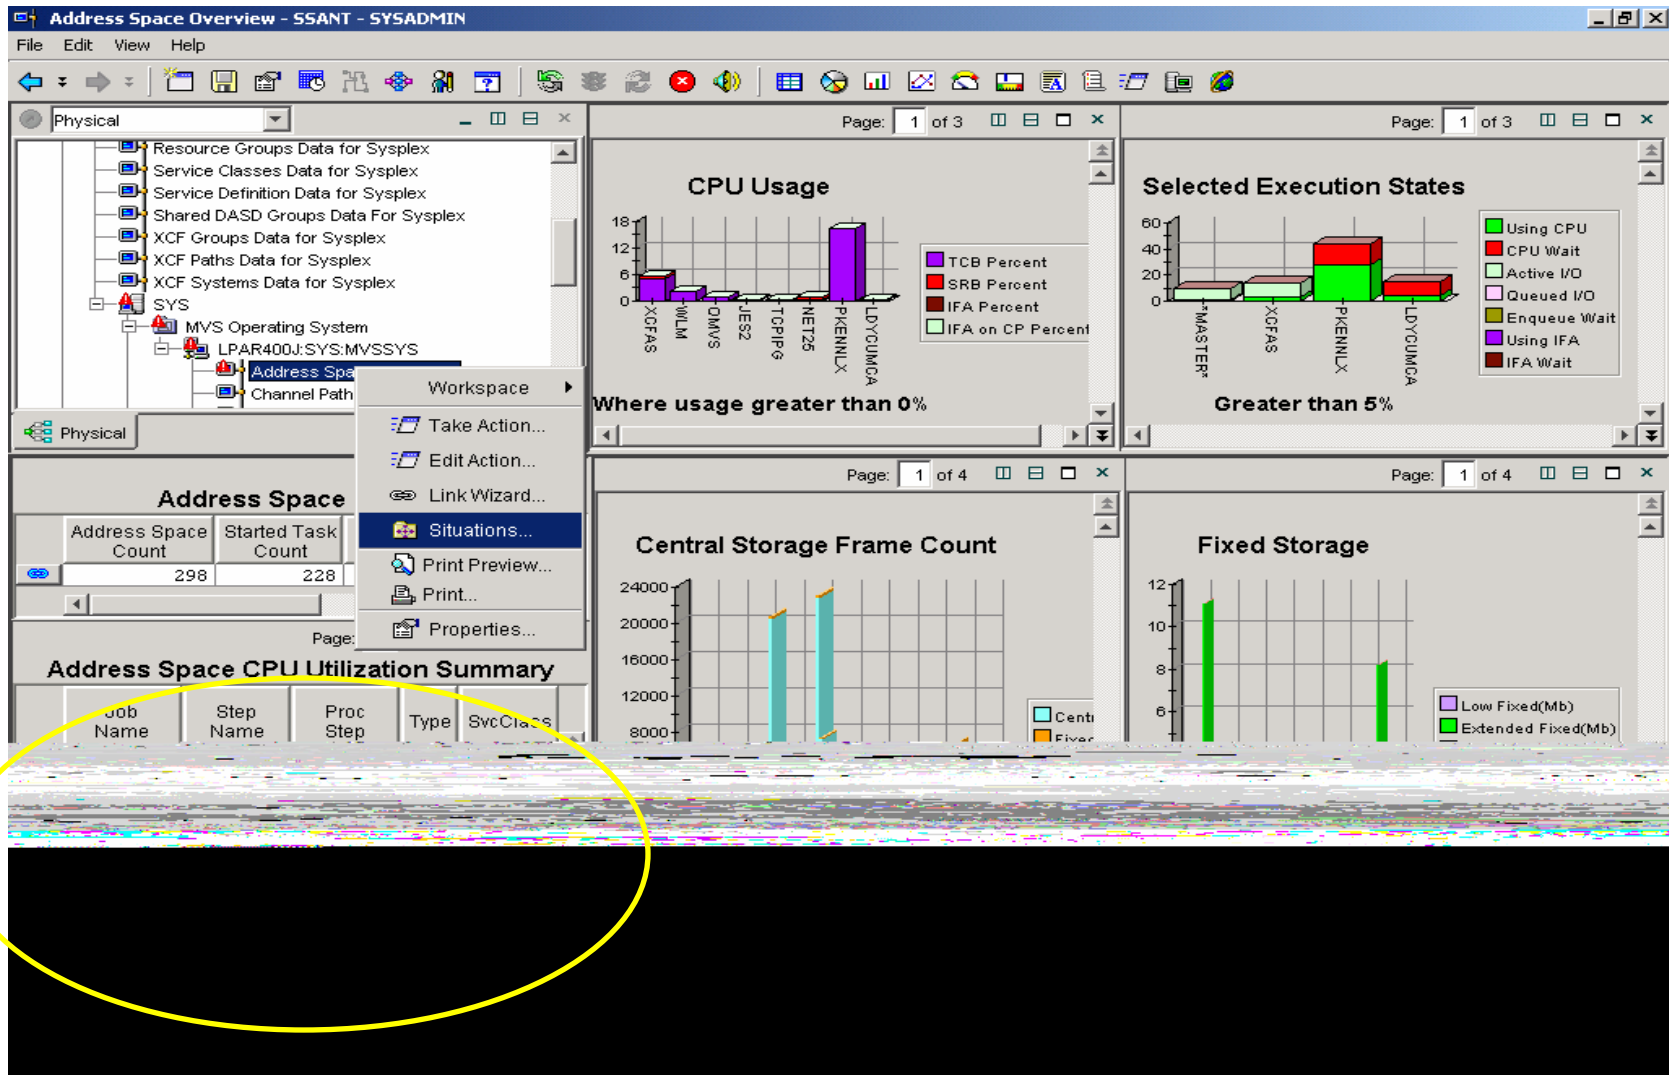 Address Space Overview - SSANT - SYSADMIN
File Edit View Help
Physical
Resource Groups Data for Sysplex
Service Classes Data for Sysplex
Service Definition Data for Sysplex
Shared DASD Groups Data For Sysplex
XCF Groups Data for Sysplex
XCF Paths Data for Sysplex
XCF Systems Data for Sysplex
SYS
MVS Operating System
LPAR400J:SYS:MVSSYS
Address Spa
Channel Path
Physical
Workspace
Take Action...
Edit Action...
Link Wizard...
Situations...
Print Preview...
Print...
Properties...
Page: 1 of 3
CPU Usage
18
12
6
0
XCFAS
WLM
OMVS
JES2
TCPIPG
NET25
PKENNLX
LDYCUMCA
TCB Percent
SRB Percent
IFA Percent
IFA on CP Percent
Where usage greater than 0%
Page: 1 of 3
Selected Execution States
60
40
20
0
*MASTER*
XCFAS
PKENNLX
LDYCUMCA
Using CPU
CPU Wait
Active I/O
Queued I/O
Enqueue Wait
Using IFA
IFA Wait
Greater than 5%
Address Space
Address Space Count
Started Task Count
298 228
Page:
Address Space CPU Utilization Summary
Job Name
Step Name
Proc Step
Type
SvcClass
Page: 1 of 4
Central Storage Frame Count
24000
20000
16000
12000
8000
Centr
Fixed
Page: 1 of 4
Fixed Storage
12
10
8
6
Low Fixed(Mb)
Extended Fixed(Mb)